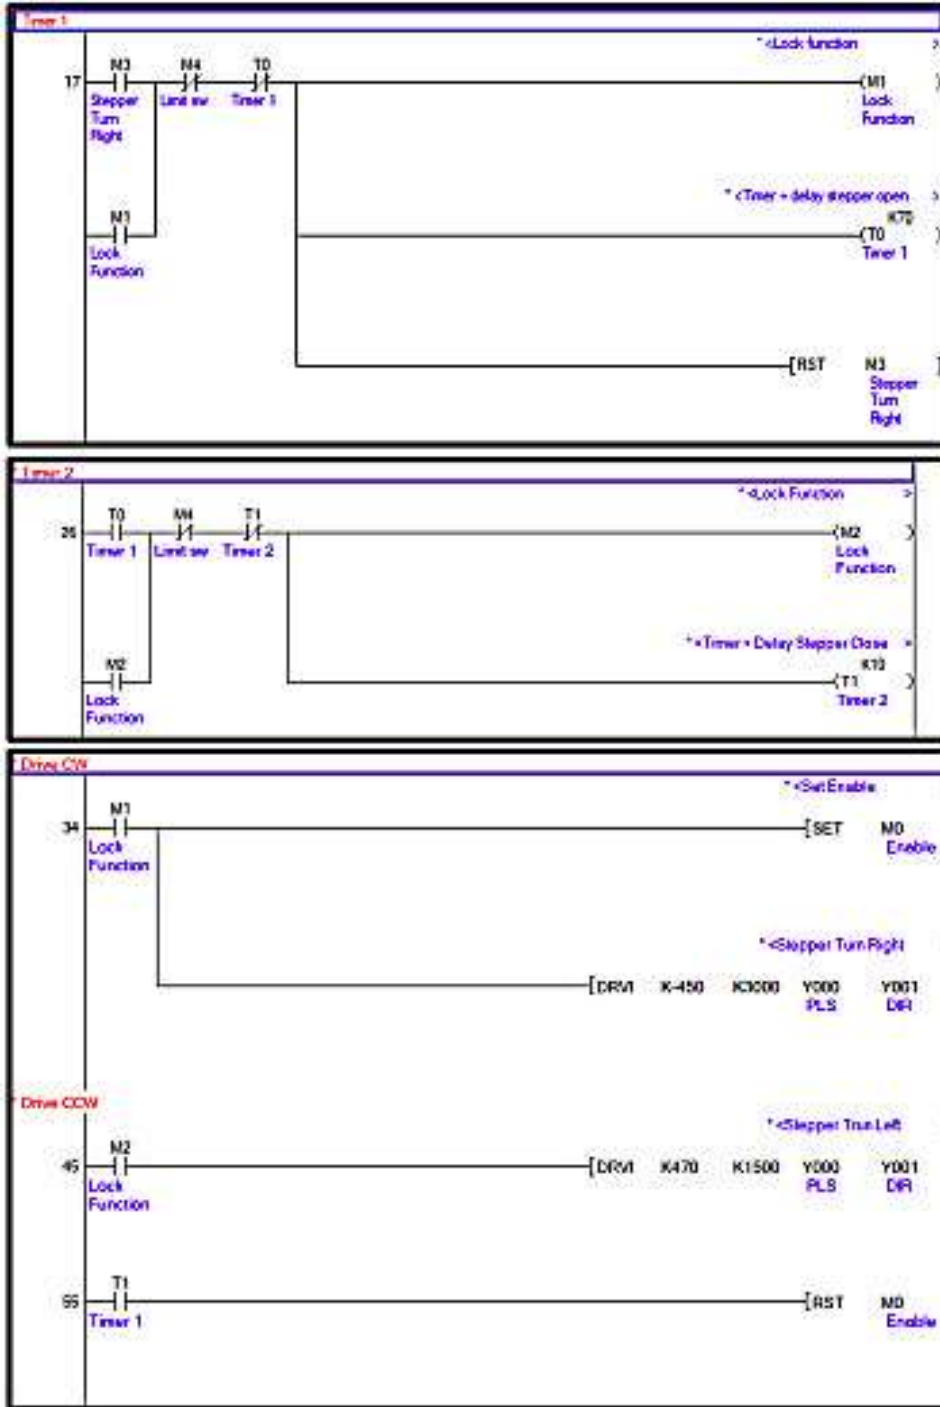 Timer 1
* <Lock function >
17 M3 M4 T0 (M1 )
Stepper Turn Right Limit sw Timer 1 Lock Function
* <Timer + delay stepper open >
M1 K70
(T0 )
Lock Function Timer 1
[RST M3 ]
Stepper Turn Right
* Timer 2
* <Lock Function >
26 T0 M4 T1 (M2 )
Timer 1 Limit sw Timer 2 Lock Function
* <Timer + Delay Stepper Close >
M2 K10
(T1 )
Lock Function Timer 2
* Drive CW
* <Set Enable
34 M1 [SET M0
Lock Function Enable
* <Stepper Turn Right
[DRVI K-450 K3000 Y000 Y001
PLS DIR
* Drive CCW
* <Stepper Trun Left
45 M2 [DRVI K470 K1500 Y000 Y001
Lock Function PLS DIR
55 T1 [RST M0
Timer 1 Enable